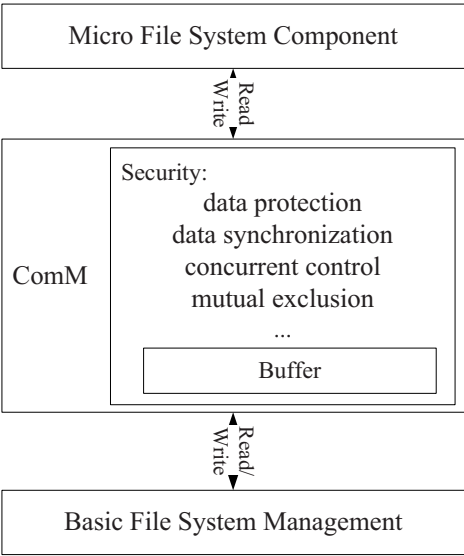 Micro File System Component
Read
Write
Security:
data protection
data synchronization
ComM
concurrent control
mutual exclusion
...
Buffer
Read/
Write
Basic File System Management